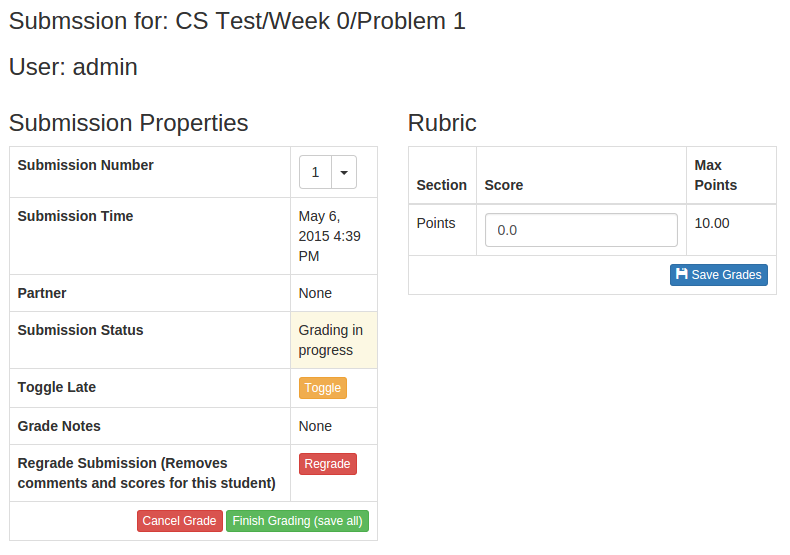 Submssion for: CS Test/Week 0/Problem 1
User: admin
Submission Properties
Submission Number 1
Submission Time May 6,
2015 4:39
PM
Partner None
Submission Status Grading in
progress
Toggle Late Toggle
Grade Notes None
Regrade Submission (Removes Regrade
comments and scores for this student)
Cancel Grade Finish Grading (save all)
Rubric
Max
Section Score Points
Points 0.0 10.00
Save Grades